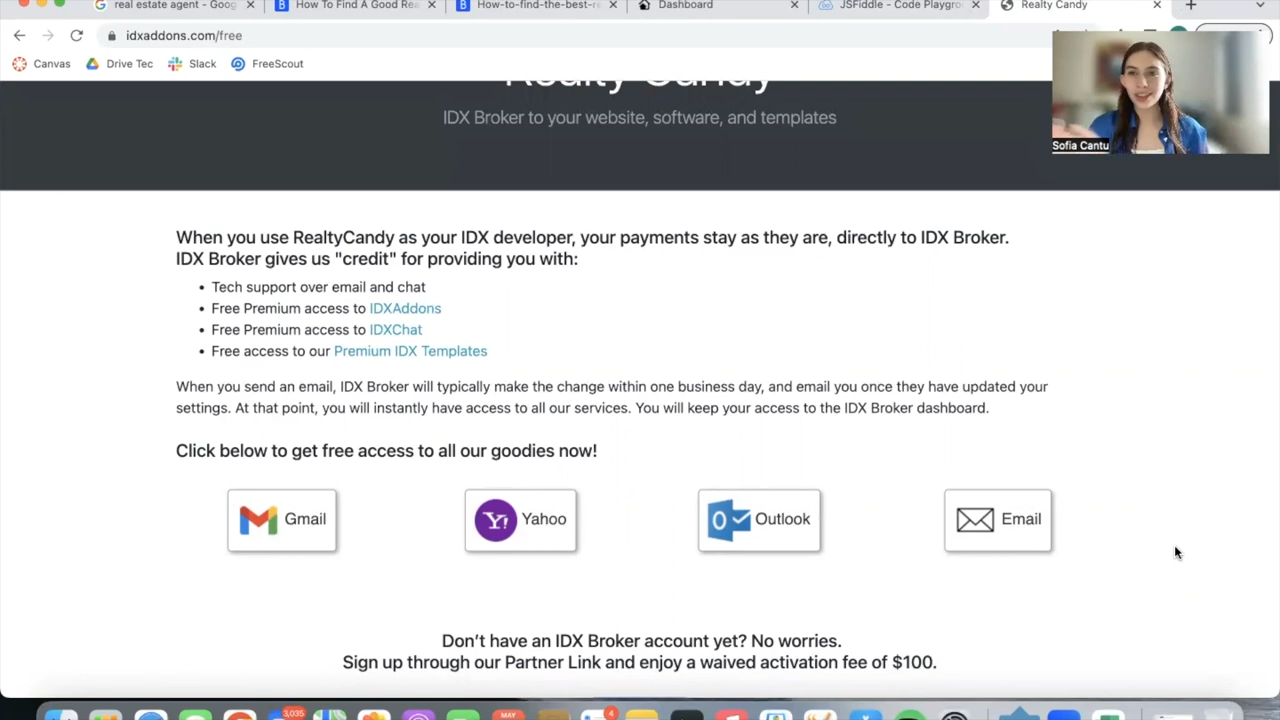 real estate agent - Goog
How To Find A Good Rea
How-to-find-the-best-re
Dashboard
JSFiddle - Code Playgro
Realty Candy
idxaddons.com/free
Canvas
Drive Tec
Slack
FreeScout
Realty Candy
IDX Broker to your website, software, and templates
Sofia Cantu
When you use RealtyCandy as your IDX developer, your payments stay as they are, directly to IDX Broker.
IDX Broker gives us "credit" for providing you with:
• Tech support over email and chat
• Free Premium access to IDXAddons
• Free Premium access to IDXChat
• Free access to our Premium IDX Templates
When you send an email, IDX Broker will typically make the change within one business day, and email you once they have updated your
settings. At that point, you will instantly have access to all our services. You will keep your access to the IDX Broker dashboard.
Click below to get free access to all our goodies now!
Gmail
Yahoo
Outlook
Email
Don't have an IDX Broker account yet? No worries.
Sign up through our Partner Link and enjoy a waived activation fee of $100.
3,035
MAY
4